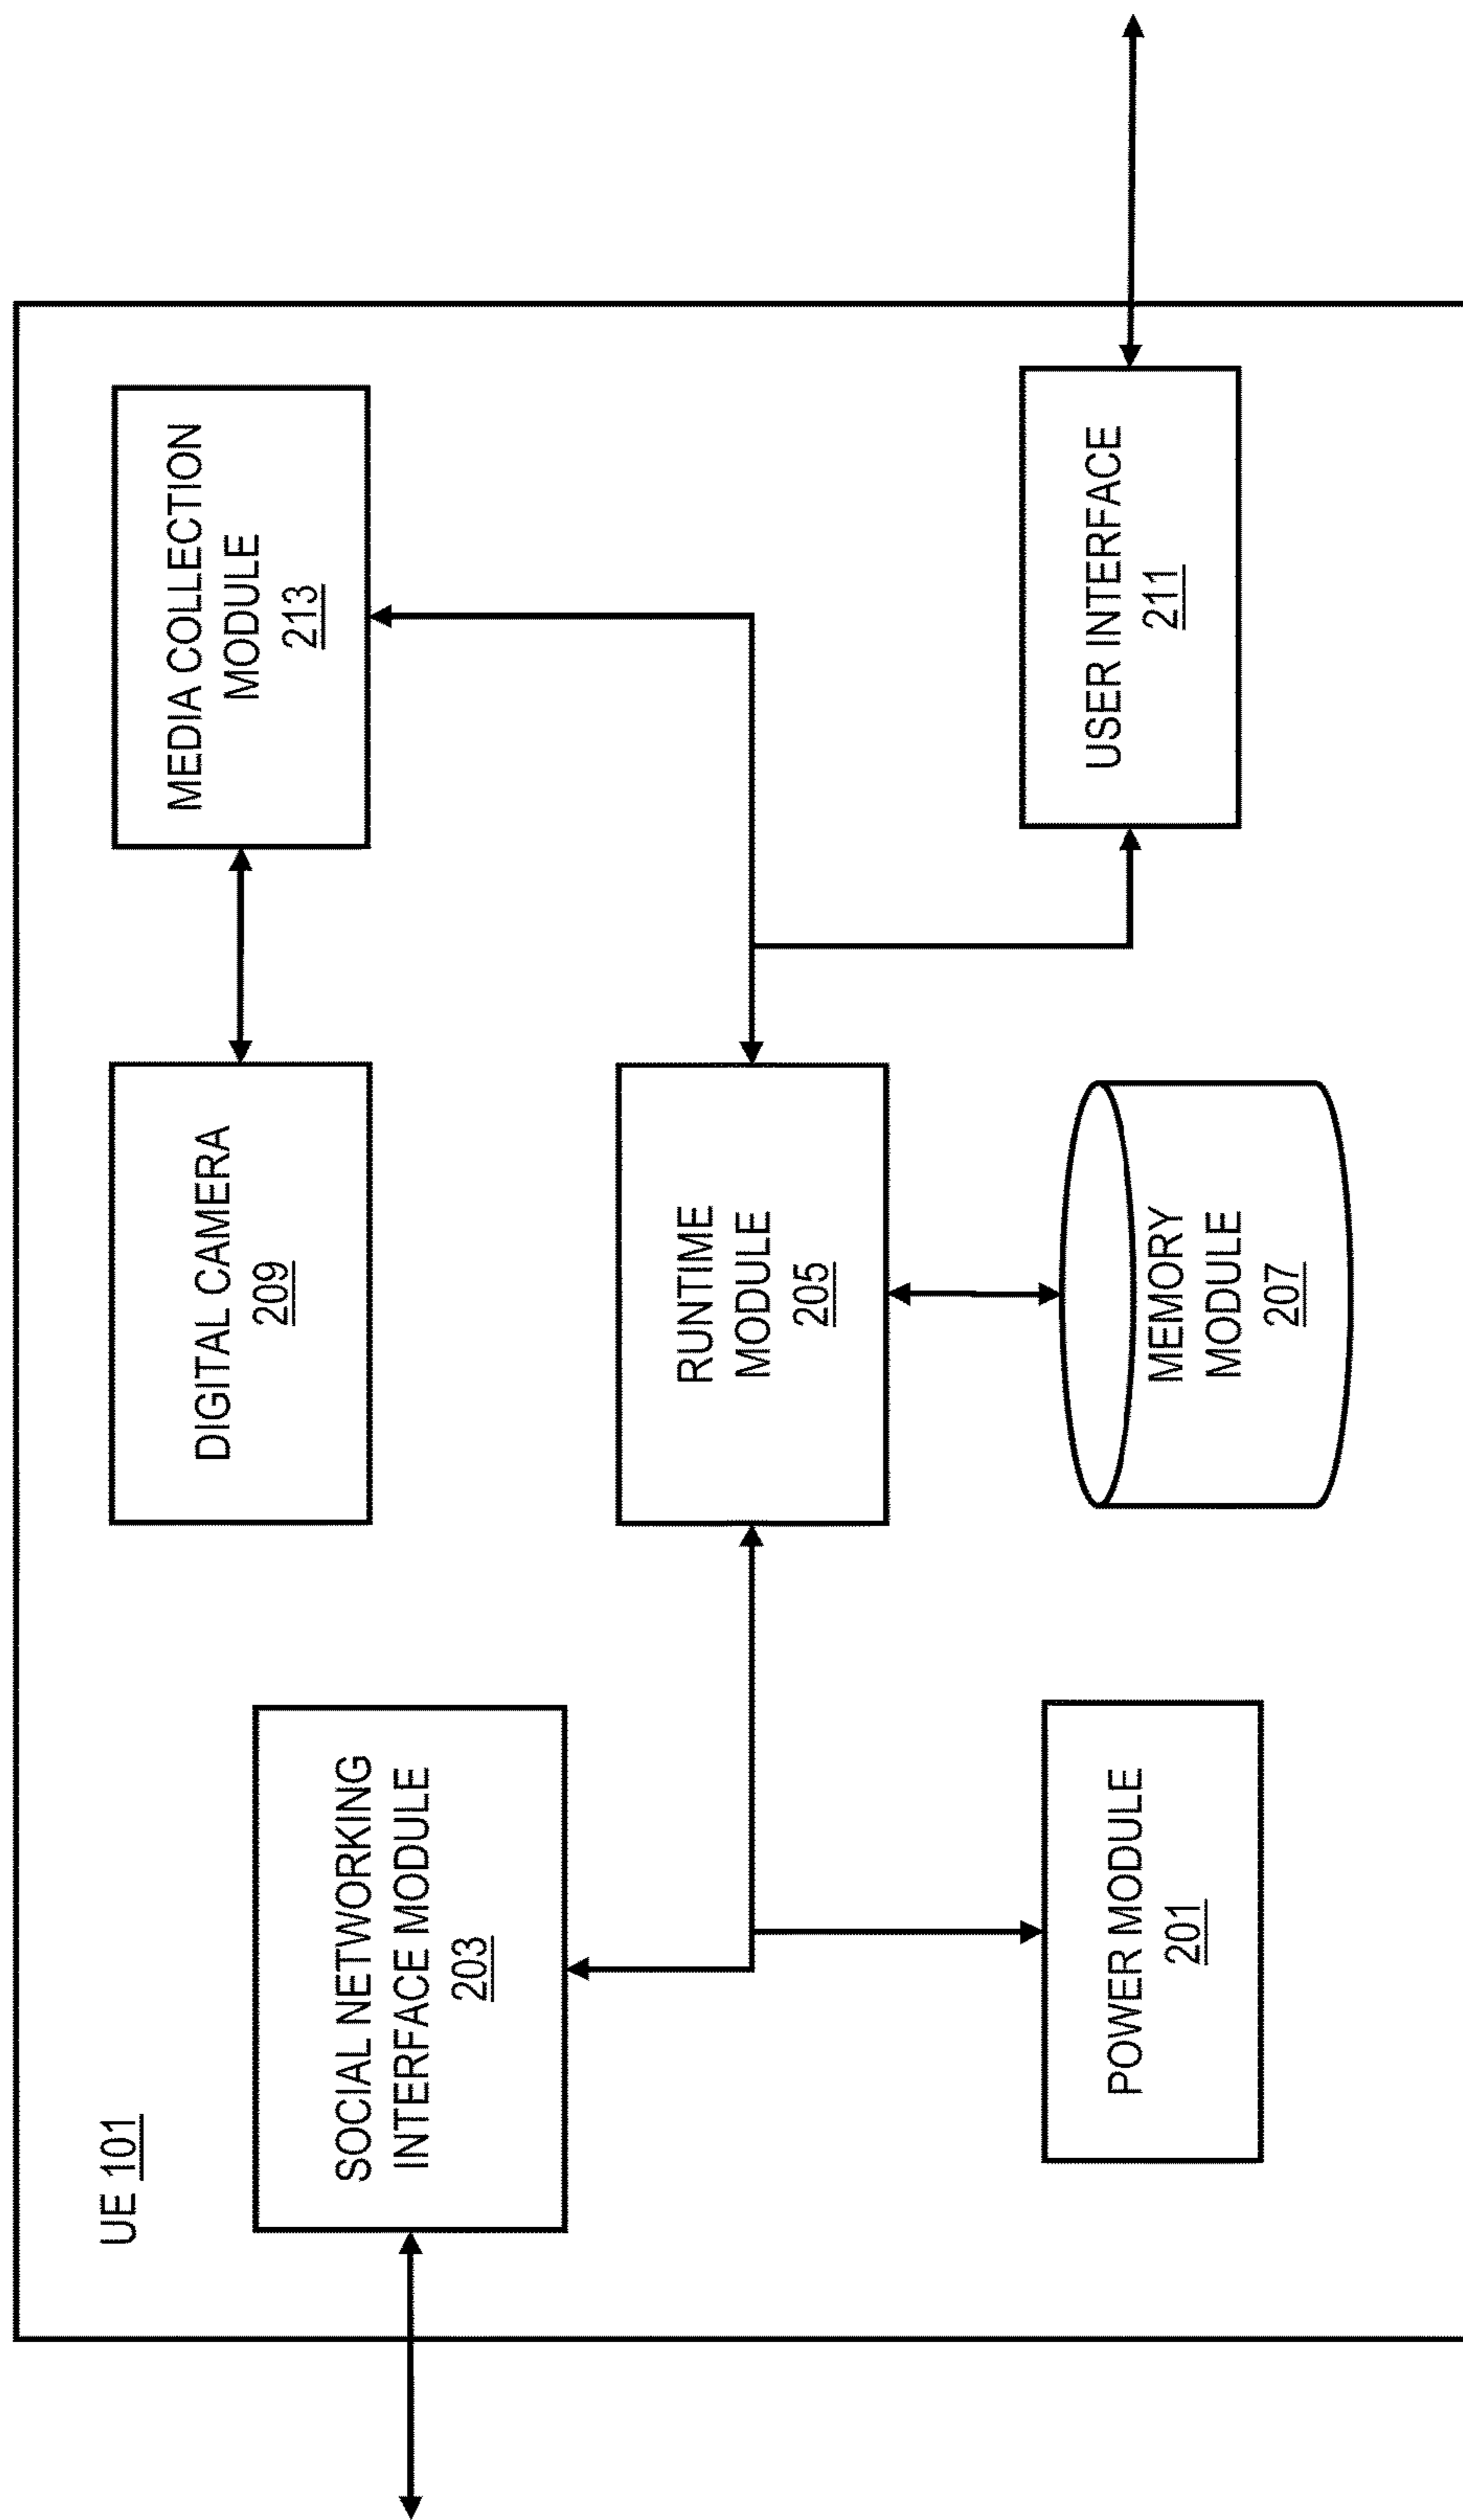 UE 101
SOCIAL NETWORKING
INTERFACE MODULE
203
DIGITAL CAMERA
209
MEDIA COLLECTION
MODULE
213
RUNTIME
MODULE
205
POWER MODULE
201
MEMORY
MODULE
207
USER INTERFACE
211